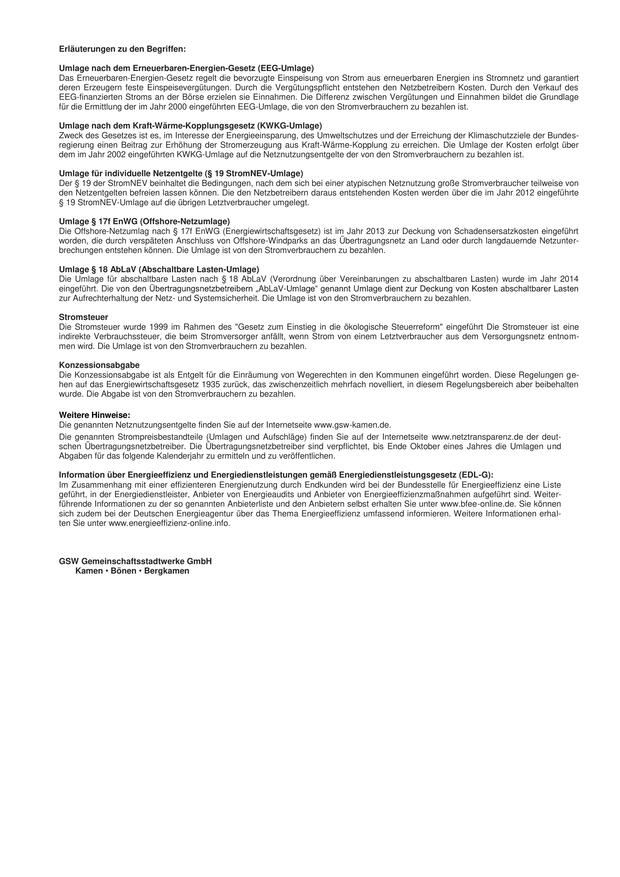 Erläuterungen zu den Begriffen:
Umlage nach dem Erneuerbaren-Energien-Gesetz (EEG-Umlage)
Das Erneuerbaren-Energien-Gesetz regelt die bevorzugte Einspeisung von Strom aus erneuerbaren Energien ins Stromnetz und garantiert
deren Erzeugern feste Einspeisevergütungen. Durch die Vergütungspflicht entstehen den Netzbetreibern Kosten. Durch den Verkauf des
EEG-finanzierten Stroms an der Börse erzielen sie Einnahmen. Die Differenz zwischen Vergütungen und Einnahmen bildet die Grundlage
für die Ermittlung der im Jahr 2000 eingeführten EEG-Umlage, die von den Stromverbrauchern zu bezahlen ist.
Umlage nach dem Kraft-Wärme-Kopplungsgesetz (KWKG-Umlage)
Zweck des Gesetzes ist es, im Interesse der Energieeinsparung, des Umweltschutzes und der Erreichung der Klimaschutzziele der Bundes-
regierung einen Beitrag zur Erhöhung der Stromerzeugung aus Kraft-Wärme-Kopplung zu erreichen. Die Umlage der Kosten erfolgt über
dem im Jahr 2002 eingeführten KWKG-Umlage auf die Netznutzungsentgelte der von den Stromverbrauchern zu bezahlen ist.
Umlage für individuelle Netzentgelte (§ 19 StromNEV-Umlage)
Der § 19 der StromNEV beinhaltet die Bedingungen, nach dem sich bei einer atypischen Netznutzung große Stromverbraucher teilweise von
den Netzentgelten befreien lassen können. Die den Netzbetreibern daraus entstehenden Kosten werden über die im Jahr 2012 eingeführte
§ 19 StromNEV-Umlage auf die übrigen Letztverbraucher umgelegt.
Umlage § 17f EnWG (Offshore-Netzumlage)
Die Offshore-Netzumlag nach § 17f EnWG (Energiewirtschaftsgesetz) ist im Jahr 2013 zur Deckung von Schadensersatzkosten eingeführt
worden, die durch verspäteten Anschluss von Offshore-Windparks an das Übertragungsnetz an Land oder durch langdauernde Netzunter-
brechungen entstehen können. Die Umlage ist von den Stromverbrauchern zu bezahlen.
Umlage § 18 AbLaV (Abschaltbare Lasten-Umlage)
Die Umlage für abschaltbare Lasten nach § 18 AbLaV (Verordnung über Vereinbarungen zu abschaltbaren Lasten) wurde im Jahr 2014
eingeführt. Die von den Übertragungsnetzbetreibern „AbLaV-Umlage“ genannt Umlage dient zur Deckung von Kosten abschaltbarer Lasten
zur Aufrechterhaltung der Netz- und Systemsicherheit. Die Umlage ist von den Stromverbrauchern zu bezahlen.
Stromsteuer
Die Stromsteuer wurde 1999 im Rahmen des "Gesetz zum Einstieg in die ökologische Steuerreform" eingeführt Die Stromsteuer ist eine
indirekte Verbrauchssteuer, die beim Stromversorger anfällt, wenn Strom von einem Letztverbraucher aus dem Versorgungsnetz entnom-
men wird. Die Umlage ist von den Stromverbrauchern zu bezahlen.
Konzessionsabgabe
Die Konzessionsabgabe ist als Entgelt für die Einräumung von Wegerechten in den Kommunen eingeführt worden. Diese Regelungen ge-
hen auf das Energiewirtschaftsgesetz 1935 zurück, das zwischenzeitlich mehrfach novelliert, in diesem Regelungsbereich aber beibehalten
wurde. Die Abgabe ist von den Stromverbrauchern zu bezahlen.
Weitere Hinweise:
Die genannten Netznutzungsentgelte finden Sie auf der Internetseite www.gsw-kamen.de.
Die genannten Strompreisbestandteile (Umlagen und Aufschläge) finden Sie auf der Internetseite www.netztransparenz.de der deut-
schen Übertragungsnetzbetreiber. Die Übertragungsnetzbetreiber sind verpflichtet, bis Ende Oktober eines Jahres die Umlagen und
Abgaben für das folgende Kalenderjahr zu ermitteln und zu veröffentlichen.
Information über Energieeffizienz und Energiedienstleistungen gemäß Energiedienstleistungsgesetz (EDL-G):
Im Zusammenhang mit einer effizienteren Energienutzung durch Endkunden wird bei der Bundesstelle für Energieeffizienz eine Liste
geführt, in der Energiedienstleister, Anbieter von Energieaudits und Anbieter von Energieeffizienzmaßnahmen aufgeführt sind. Weiter-
führende Informationen zu der so genannten Anbieterliste und den Anbietern selbst erhalten Sie unter www.bfee-online.de. Sie können
sich zudem bei der Deutschen Energieagentur über das Thema Energieeffizienz umfassend informieren. Weitere Informationen erhal-
ten Sie unter www.energieeffizienz-online.info.
GSW Gemeinschaftsstadtwerke GmbH
Kamen • Bönen • Bergkamen